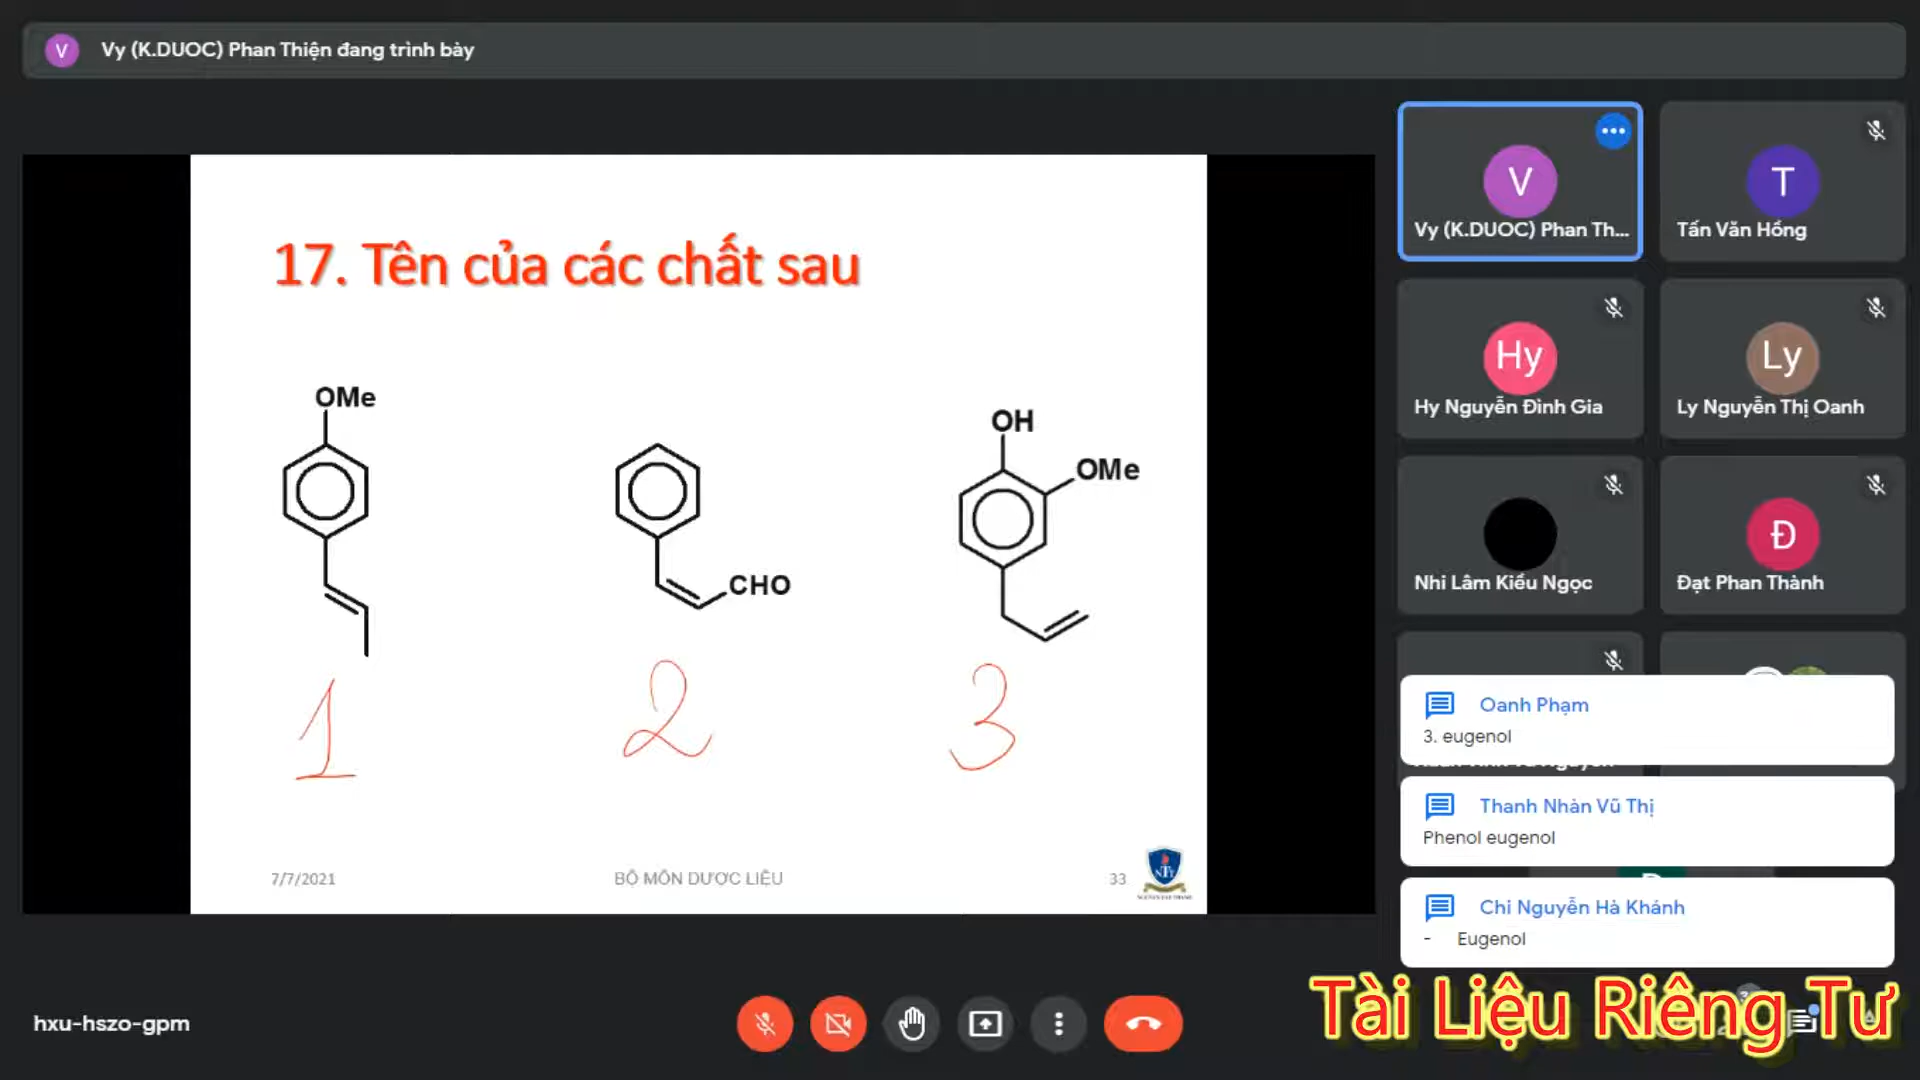 V Vy (K.DUOC) Phan Thiện đang trình bày
17. Tên của các chất sau
OMe
CHO
OH
OMe
1
2
3
7/7/2021
BỘ MÔN DƯỢC LIỆU
33
V
Vy (K.DUOC) Phan Th...
T
Tấn Văn Hồng
Hy
Hy Nguyễn Đình Gia
Ly
Ly Nguyễn Thị Oanh
Nhi Lâm Kiều Ngọc
Đ
Đạt Phan Thành
Oanh Phạm
3. eugenol
Thanh Nhàn Vũ Thị
Phenol eugenol
Chi Nguyễn Hà Khánh
- Eugenol
hxu-hszo-gpm
Tài Liệu Riêng Tư